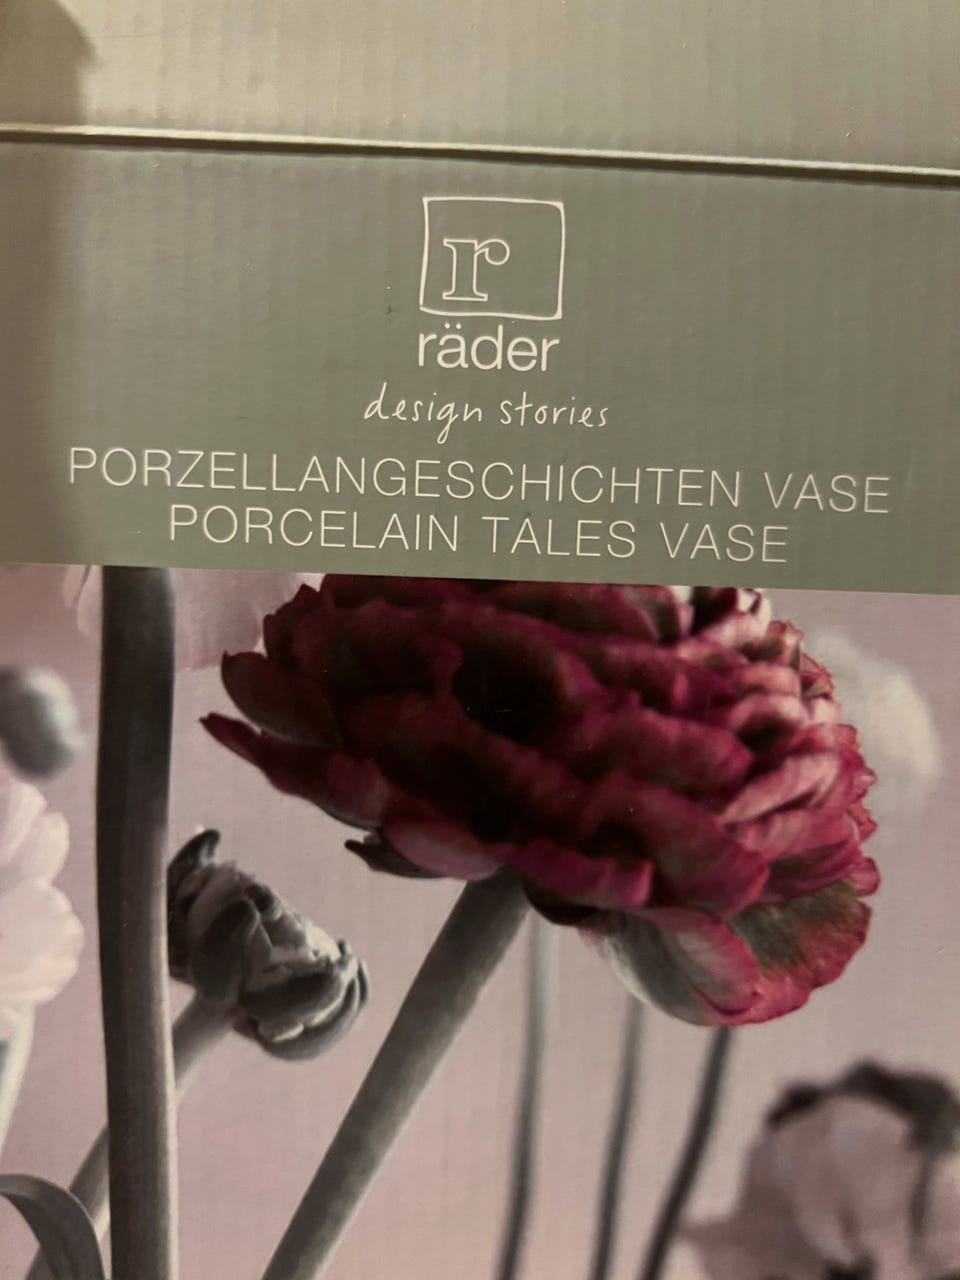 r
räder
design stories
PORZELLANGESCHICHTEN VASE
PORCELAIN TALES VASE